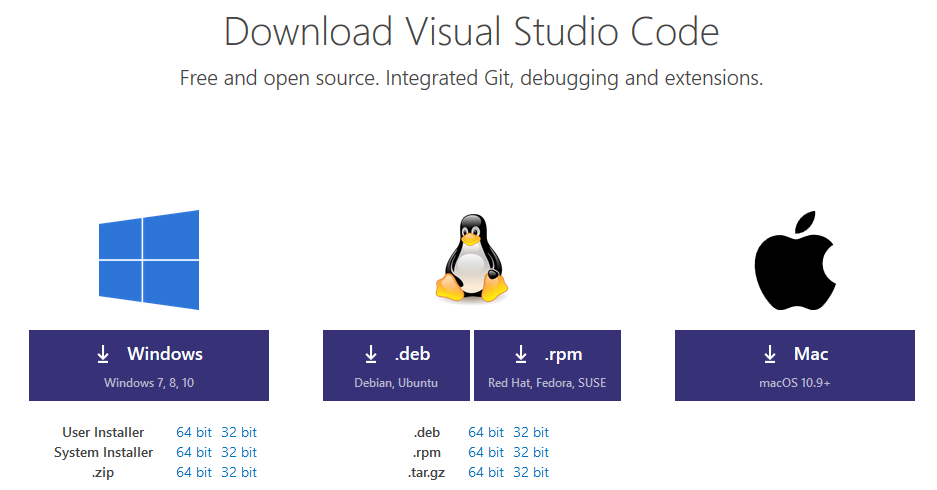 Download Visual Studio Code
Free and open source. Integrated Git, debugging and extensions.
Windows
Windows 7, 8, 10
.deb
Debian, Ubuntu
.rpm
Red Hat, Fedora, SUSE
Mac
macOS 10.9+
User Installer 64 bit 32 bit
System Installer 64 bit 32 bit
.zip 64 bit 32 bit
.deb 64 bit 32 bit
.rpm 64 bit 32 bit
.tar.gz 64 bit 32 bit